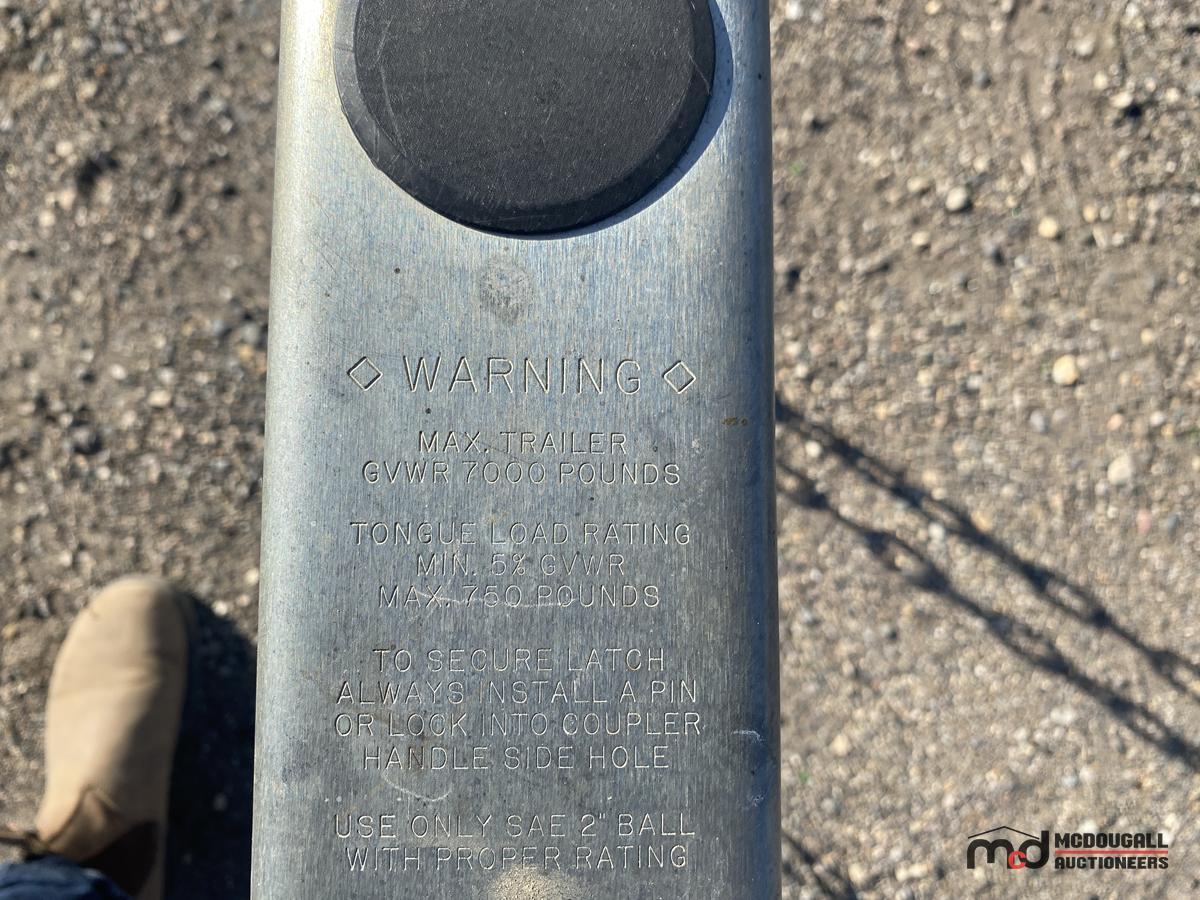 ◇ WARNING ◇
MAX. TRAILER
GVWR 7000 POUNDS
TONGUE LOAD RATING
MIN. 5% GVWR
MAX. 750 POUNDS
TO SECURE LATCH
ALWAYS INSTALL A PIN
OR LOCK INTO COUPLER
HANDLE SIDE HOLE
USE ONLY SAE 2" BALL
WITH PROPER RATING
mcd MCDOUGALL
AUCTIONEERS